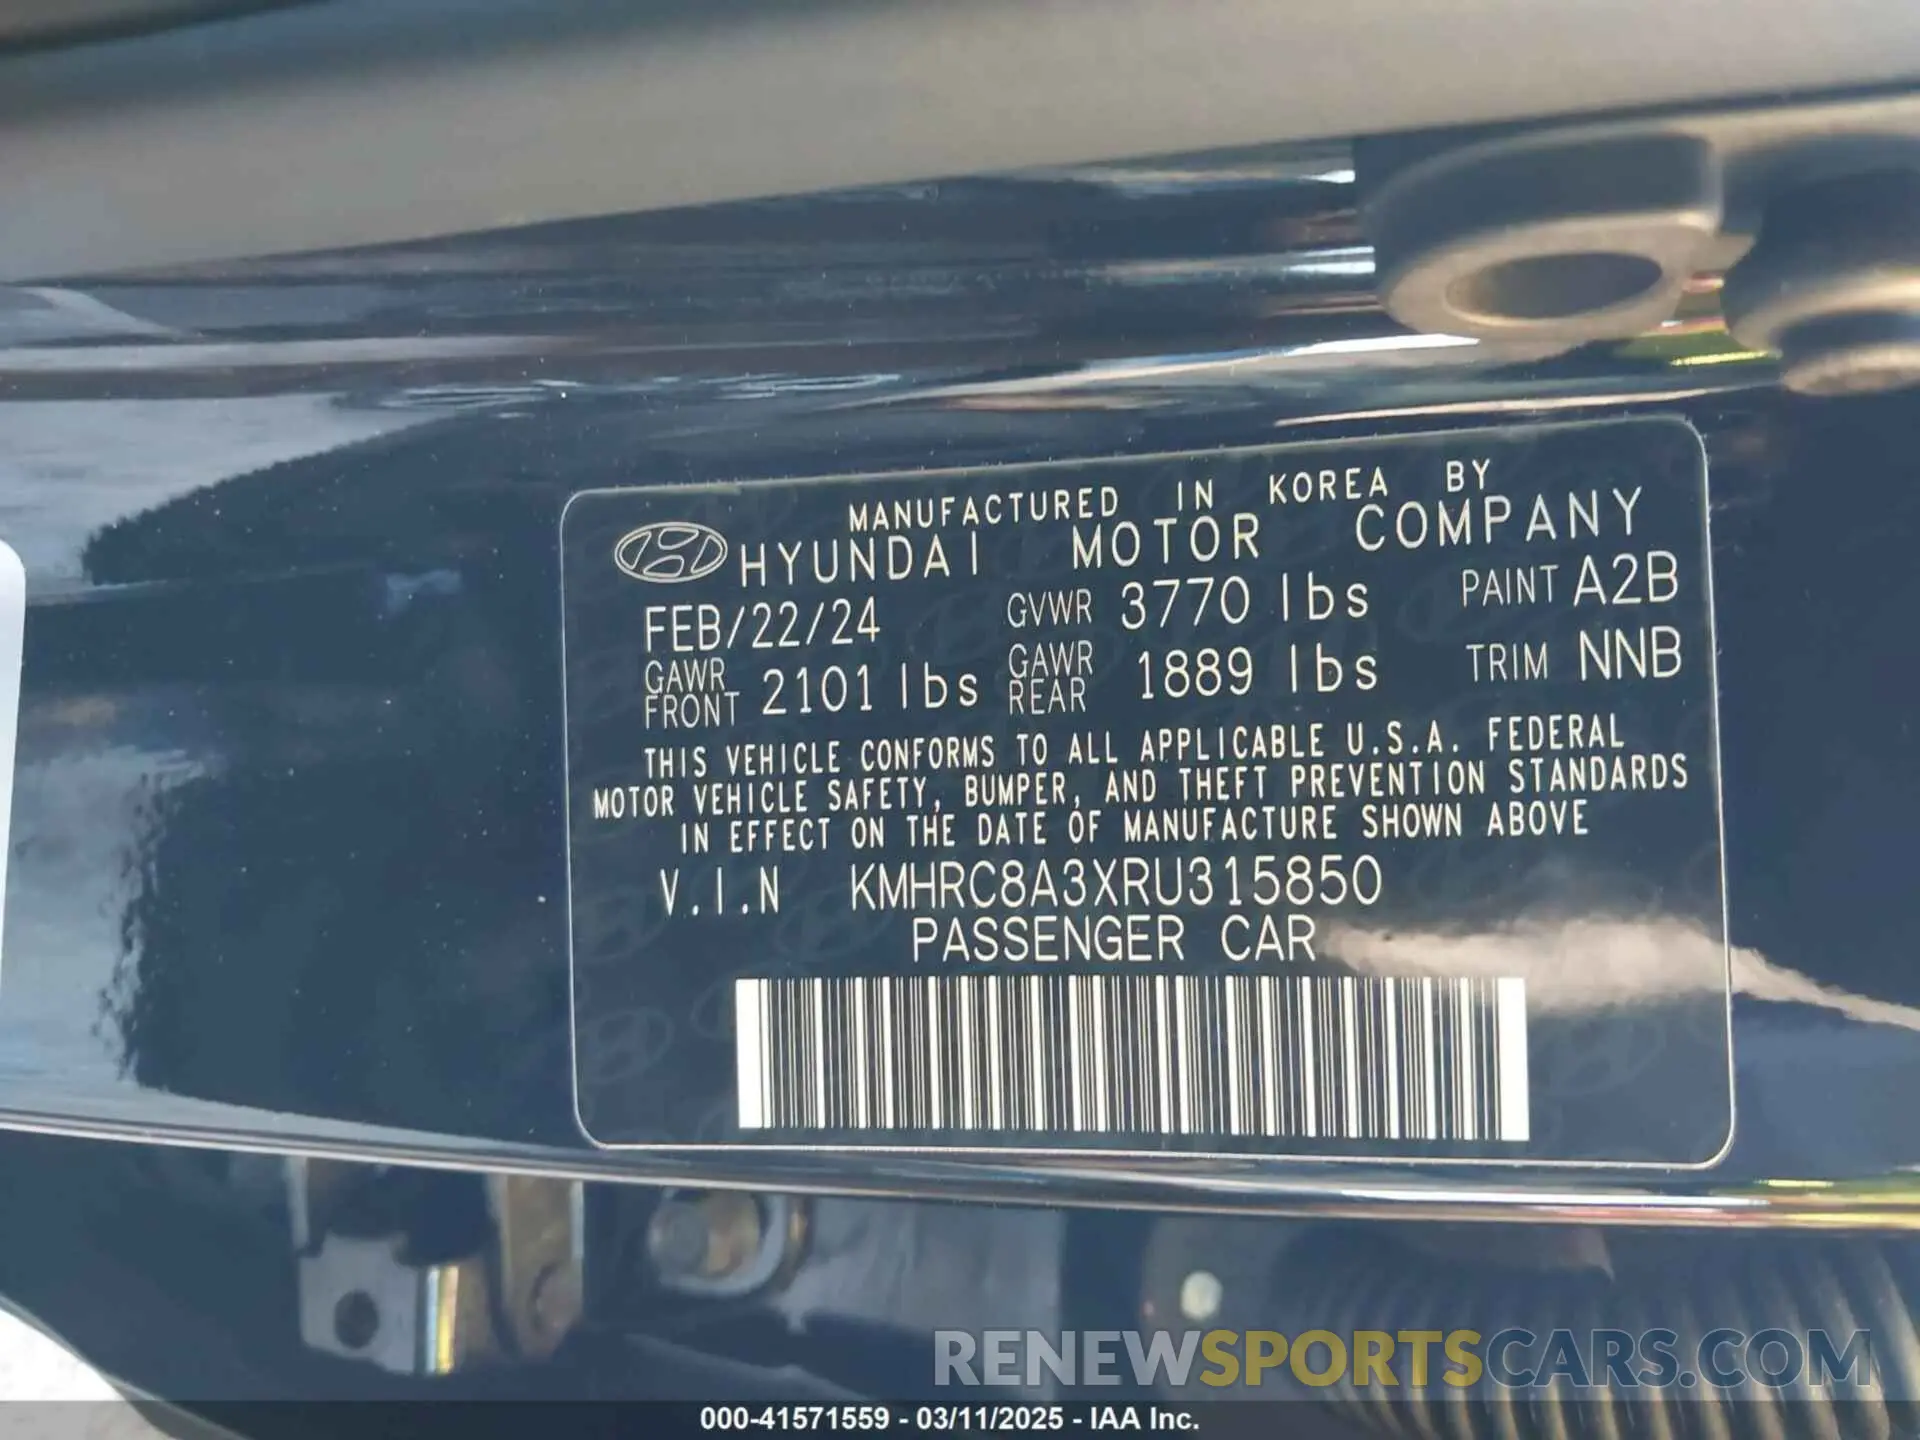 MANUFACTURED IN KOREA BY
HYUNDAI MOTOR COMPANY
FEB/22/24 GVWR 3770 lbs PAINT A2B
GAWR FRONT 2101 lbs GAWR REAR 1889 lbs TRIM NNB
THIS VEHICLE CONFORMS TO ALL APPLICABLE U.S.A. FEDERAL
MOTOR VEHICLE SAFETY, BUMPER, AND THEFT PREVENTION STANDARDS
IN EFFECT ON THE DATE OF MANUFACTURE SHOWN ABOVE
V.I.N KMHRC8A3XRU315850
PASSENGER CAR
RENEWSPORTSCARS.COM
000-41571559 - 03/11/2025 - IAA Inc.